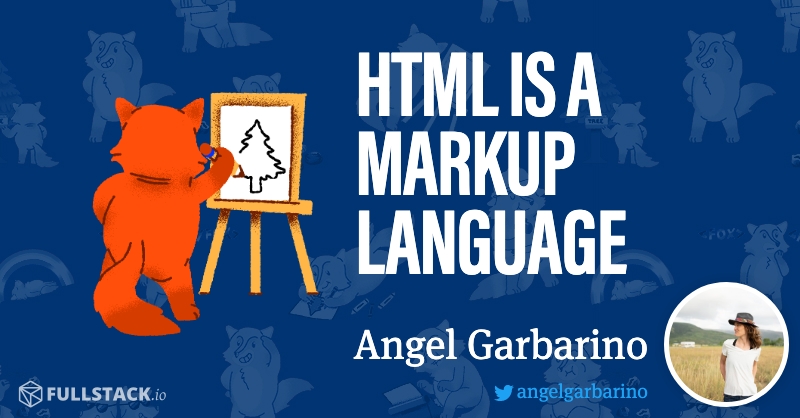 HTML IS A
MARKUP
LANGUAGE
Angel Garbarino
angelgarbarino
FULLSTACK.io